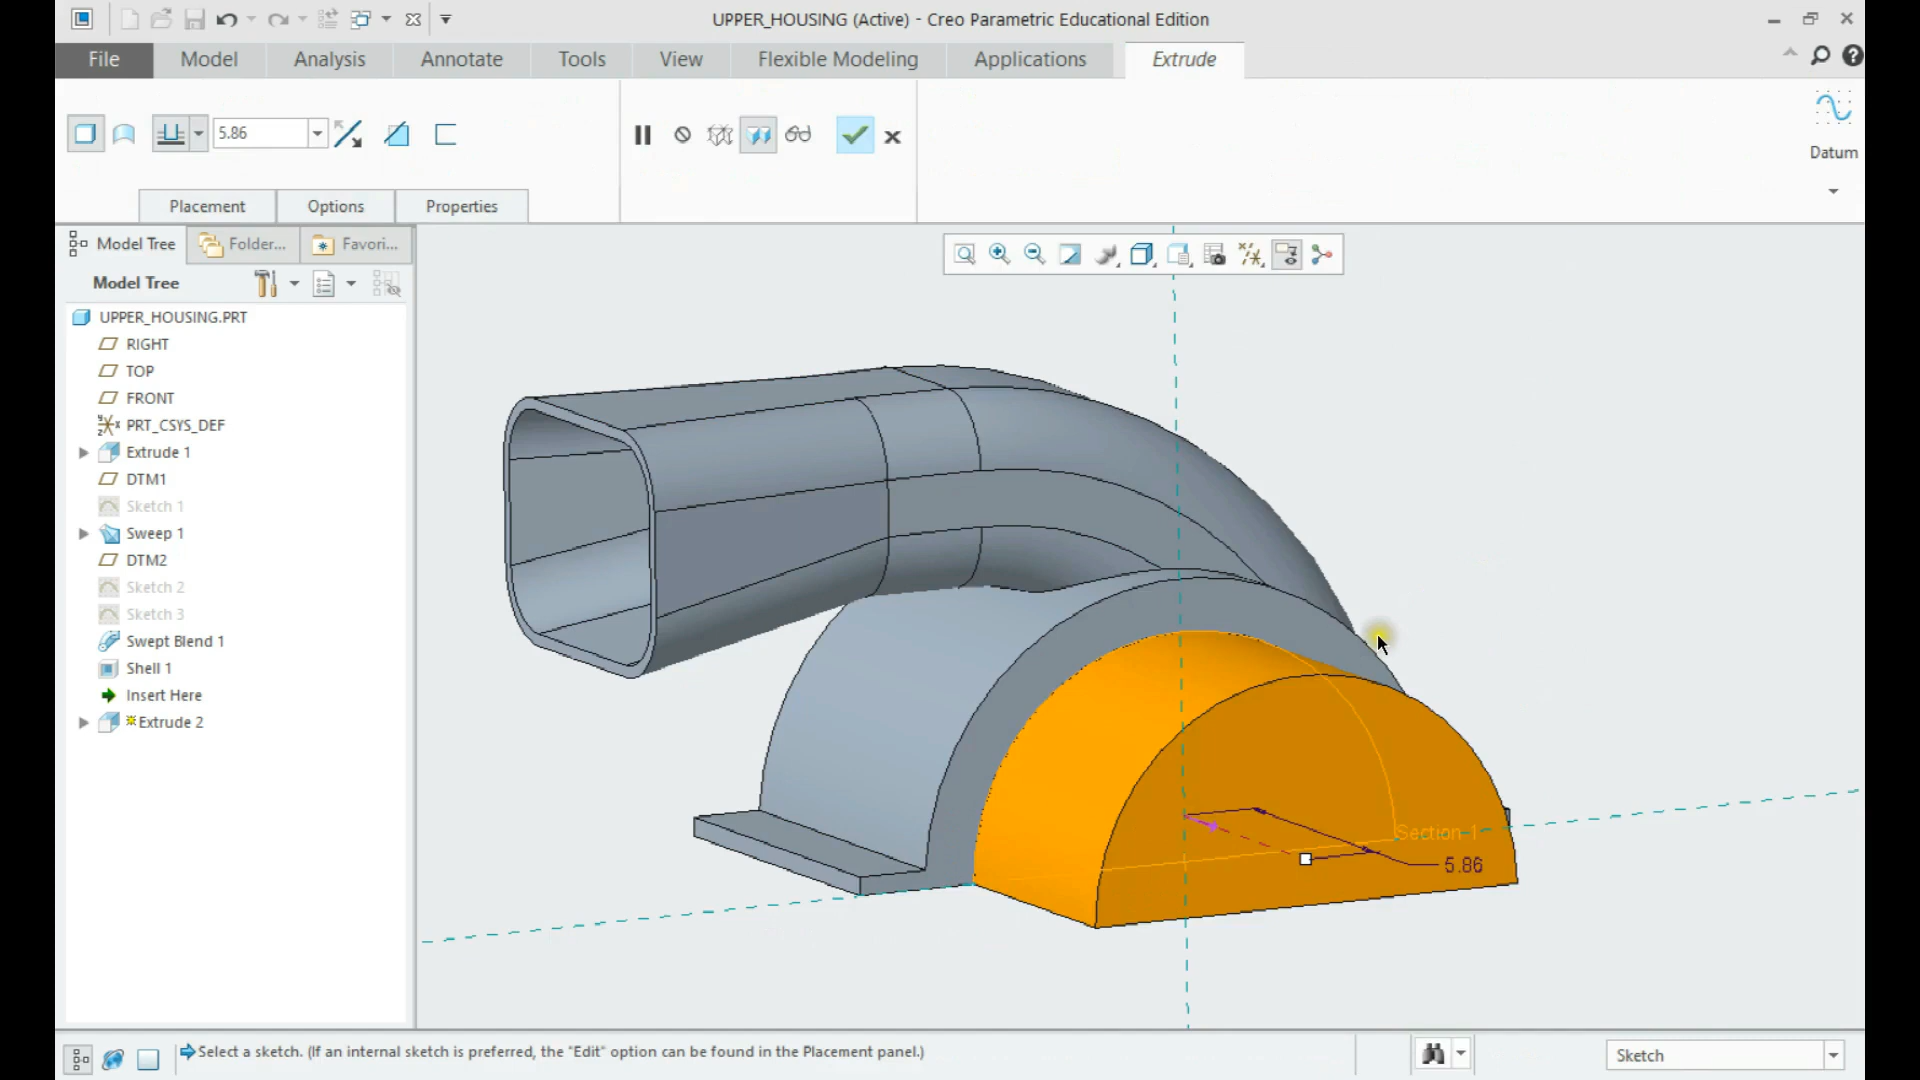 UPPER_HOUSING (Active) - Creo Parametric Educational Edition
File Model Analysis Annotate Tools View Flexible Modeling Applications Extrude
5.86
Datum
Placement Options Properties
Model Tree Folder... Favori...
Model Tree
UPPER_HOUSING.PRT
RIGHT
TOP
FRONT
PRT_CSYS_DEF
Extrude 1
DTM1
Sketch 1
Sweep 1
DTM2
Sketch 2
Sketch 3
Swept Blend 1
Shell 1
Insert Here
Extrude 2
Section 1
5.86
Select a sketch. (If an internal sketch is preferred, the "Edit" option can be found in the Placement panel.)
Sketch